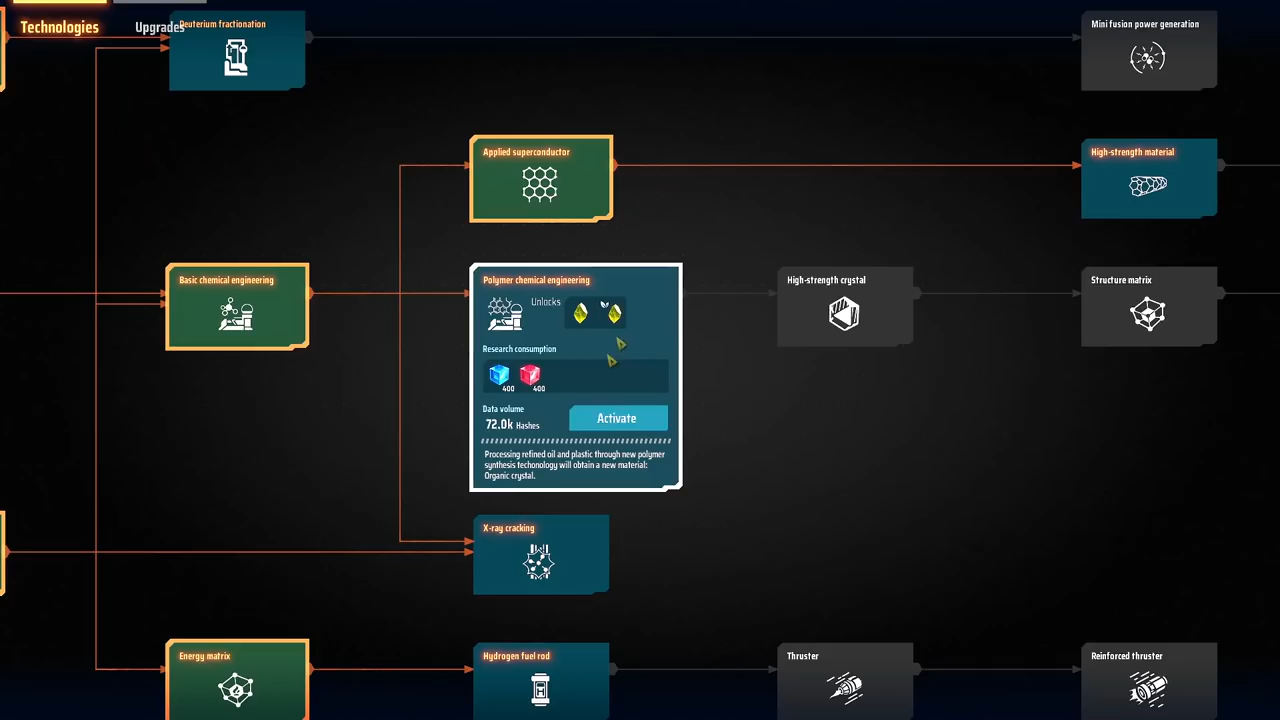 Technologies
Upgrades
Deuterium fractionation
Mini fusion power generation
Applied superconductor
High-strength material
Basic chemical engineering
Polymer chemical engineering
Unlocks
Research consumption
400
400
Data volume
72.0k Hashes
Activate
Processing refined oil and plastic through new polymer
synthesis techonology will obtain a new material:
Organic crystal.
High-strength crystal
Structure matrix
X-ray cracking
Energy matrix
Hydrogen fuel rod
Thruster
Reinforced thruster